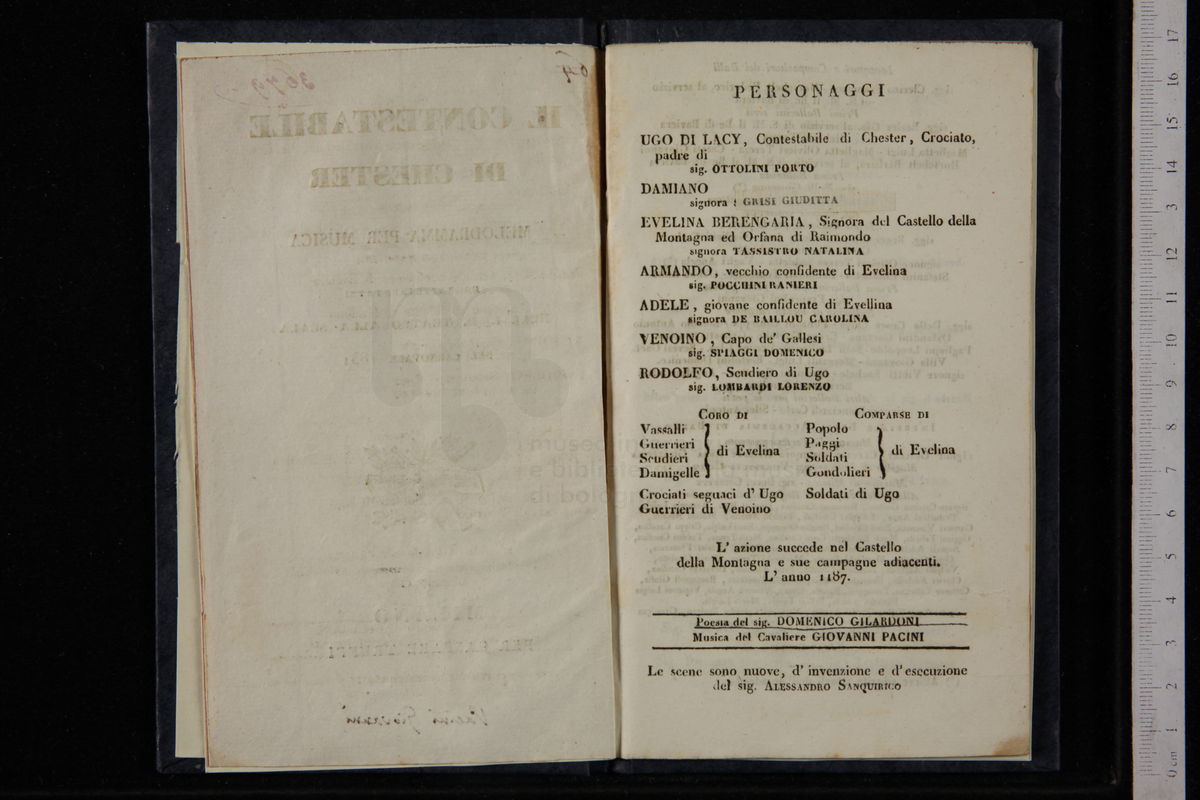 PERSONAGGI
UGO DI LACY, Contestabile di Chester, Crociato,
padre di
sig. OTTOLINI PORTO
DAMIANO
signora : GRISI GIUDITTA
EVELINA BERENGARIA, Signora del Castello della
Montagna ed Orfana di Raimondo
signora TASSISTRO NATALINA
ARMANDO, vecchio confidente di Evelina
sig. POCCHINI RANIERI
ADELE, giovane confidente di Evellina
signora DE BAILLOU CAROLINA
VENOINO, Capo de' Gallesi
sig. SPIAGGI DOMENICO
RODOLFO, Scudiero di Ugo
sig. LOMBARDI LORENZO
CORO DI
Vassalli
Guerrieri
Scudieri
Damigelle
di Evelina
Crociati seguaci d' Ugo
Guerrieri di Venoino
COMPARSE DI
Popolo
Paggi
Soldati
Gondolieri
di Evelina
Soldati di Ugo
L' azione succede nel Castello
della Montagna e sue campagne adiacenti.
L' anno 1187.
Poesia del sig. DOMENICO GILARDONI
Musica del Cavaliere GIOVANNI PACINI
Le scene sono nuove, d' invenzione e d' esecuzione
del sig. ALESSANDRO SANQUIRICO
IL CONTESTABILE
DI CHESTER
MELODRAMMA PER MUSICA
64